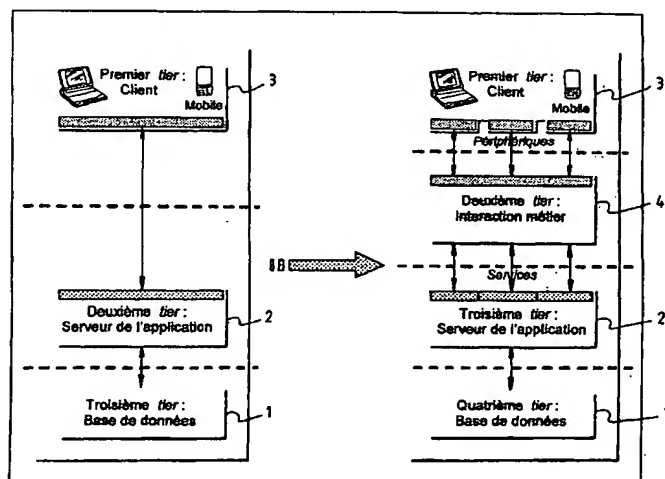 Premier tier :
Client
Mobile
3
Deuxième tier :
Serveur de l'application
2
Troisième tier :
Base de données
1
Premier tier :
Client
Mobile
3
Périphériques
Deuxième tier :
Interaction métier
4
Services
Troisième tier :
Serveur de l'application
2
Quatrième tier :
Base de données